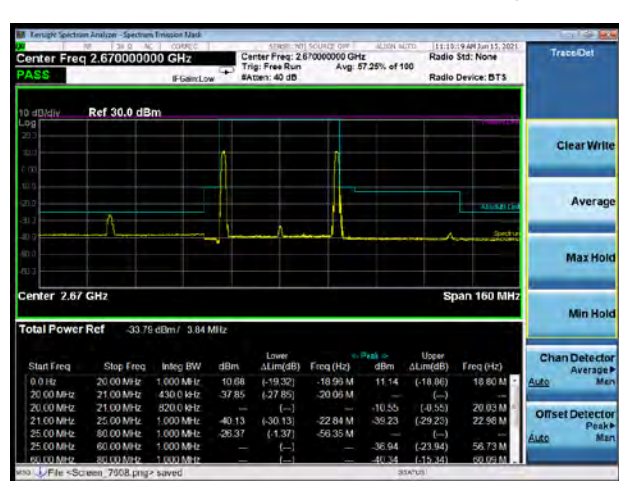 Keysight Spectrum Analyzer - Spectrum Emission Mask
Center Freq 2.670000000 GHz
Center Freq: 2.670000000 GHz
Radio Std: None
PASS
IFGain:Low
Trig: Free Run
Avg: 57.25% of 100
#Atten: 40 dB
Radio Device: BTS
10 dB/div
Ref 30.0 dBm
Log
Center 2.67 GHz
Span 160 MHz
Total Power Ref -33.79 dBm / 3.84 MHz
Lower <- Peak -> Upper
Start Freq Stop Freq Integ BW dBm ΔLim(dB) Freq (Hz) dBm ΔLim(dB) Freq (Hz)
0.0 Hz 20.00 MHz 1.000 MHz 10.68 (-19.32) -18.96 M 11.14 (-18.86) 18.80 M
20.00 MHz 21.00 MHz 430.0 kHz -37.85 (-27.85) -20.06 M --- (---) ---
20.00 MHz 21.00 MHz 820.0 kHz --- (---) --- -10.55 (-0.55) 20.03 M
21.00 MHz 25.00 MHz 1.000 MHz -40.13 (-30.13) -22.84 M -39.23 (-29.23) 22.98 M
25.00 MHz 80.00 MHz 1.000 MHz -26.37 (-1.37) -56.35 M --- (---) ---
25.00 MHz 60.00 MHz 1.000 MHz --- (---) --- -36.94 (-23.94) 56.73 M
60.00 MHz 80.00 MHz 1.000 MHz --- (---) --- -40.34 (-15.34) 60.09 M
MSG File <Screen_7608.png> saved
STATUS
Trace/Det
Clear Write
Average
Max Hold
Min Hold
Chan Detector
Average
Auto Man
Offset Detector
Peak
Auto Man